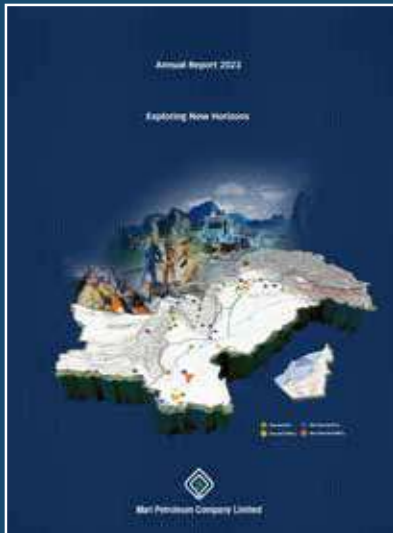 Annual Report 2023
Exploring New Horizons
Mari Petroleum Company Limited